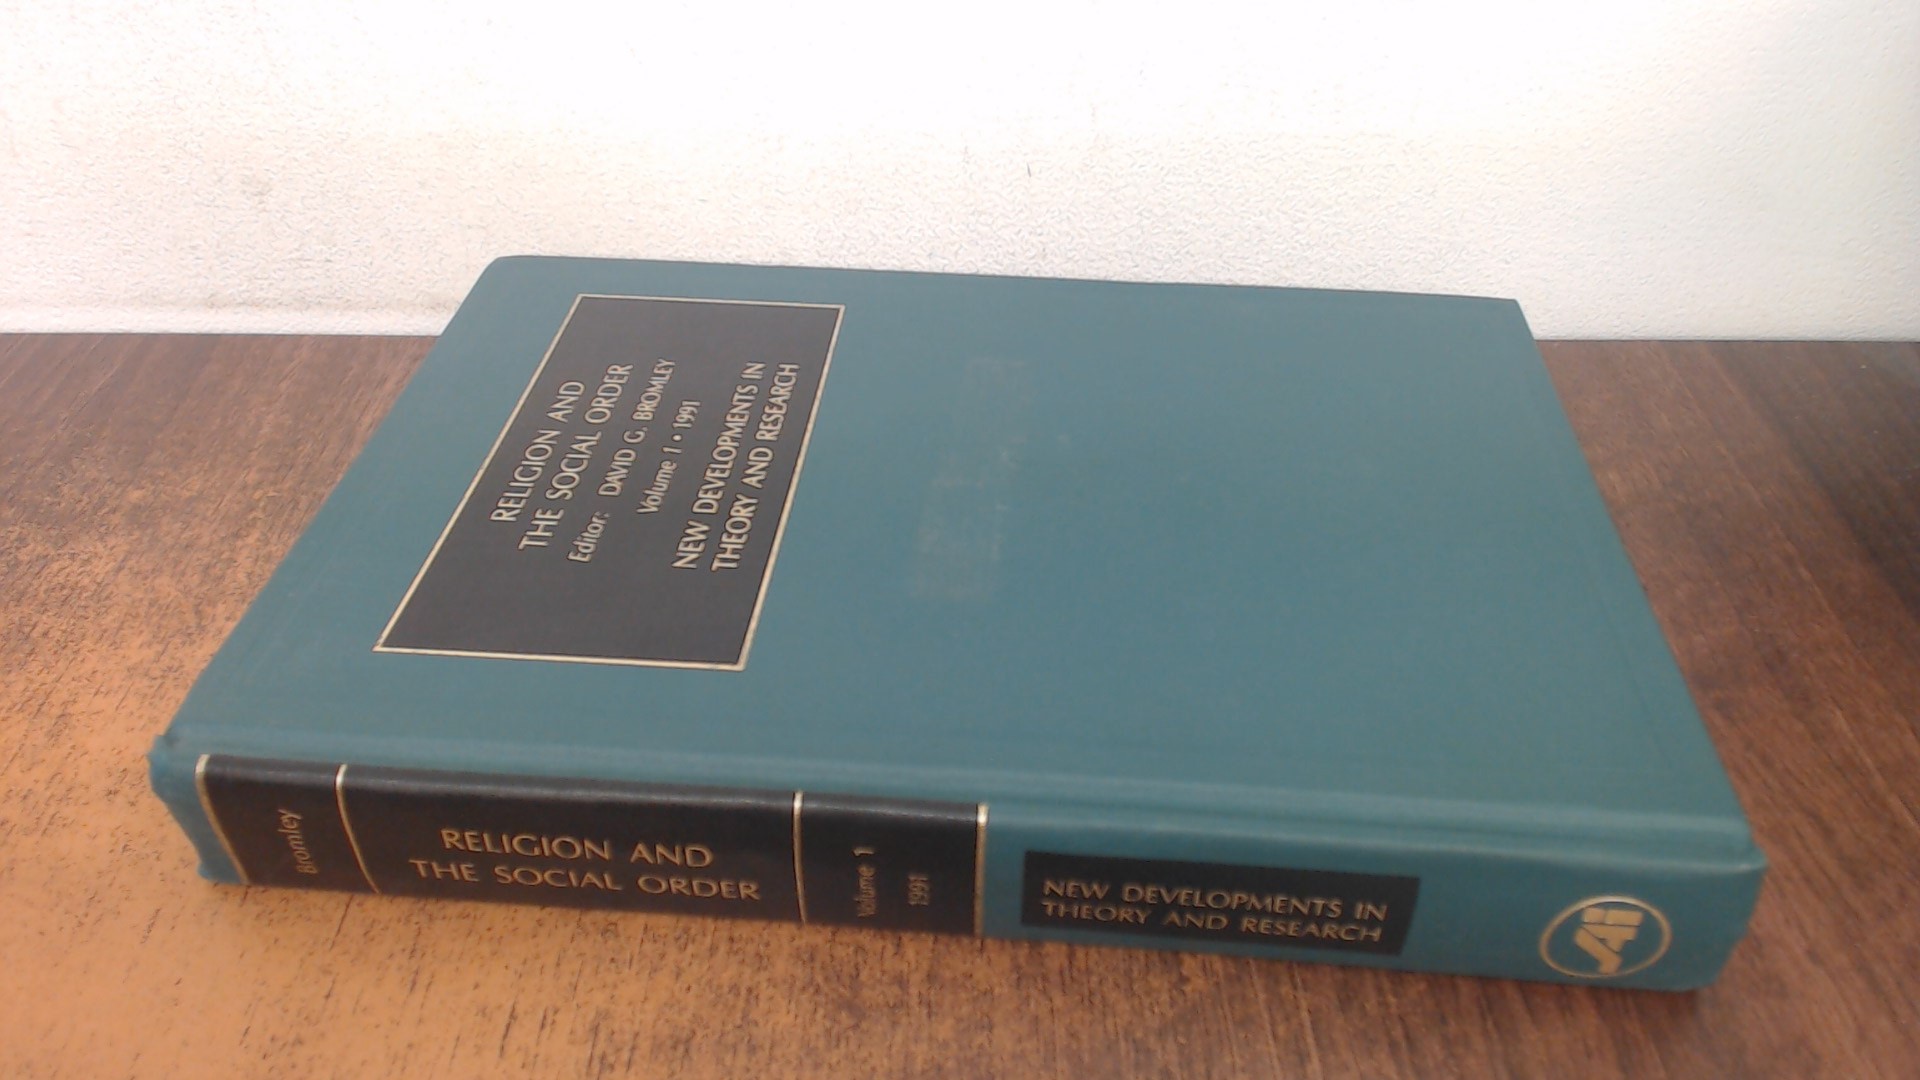 RELIGION AND
THE SOCIAL ORDER
Editor: DAVID G. BROMLEY
Volume 1 • 1991
NEW DEVELOPMENTS IN
THEORY AND RESEARCH
Bromley
RELIGION AND
THE SOCIAL ORDER
Volume 1
1991
NEW DEVELOPMENTS IN
THEORY AND RESEARCH
JAI